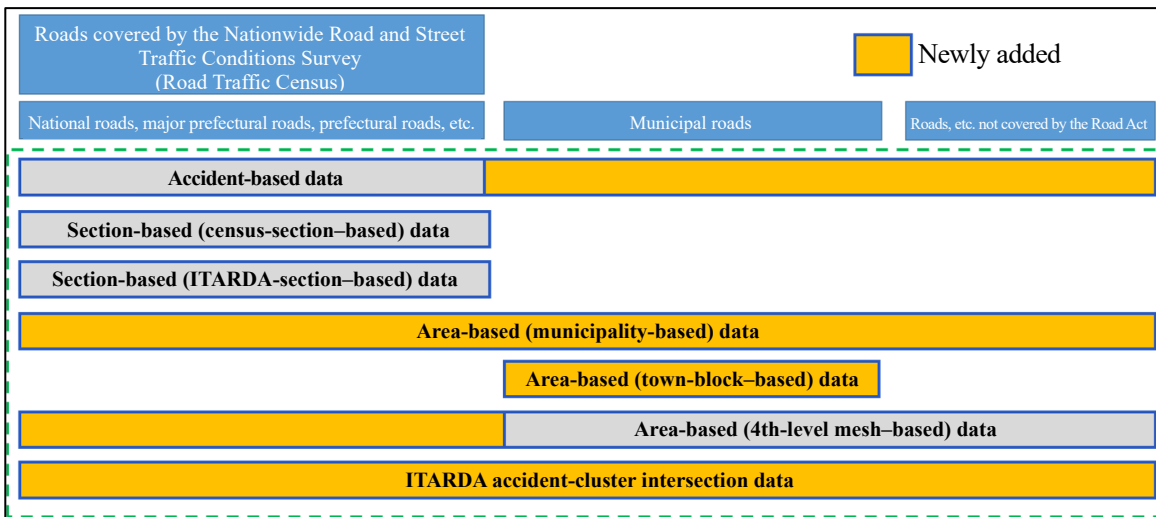 Roads covered by the Nationwide Road and Street
Traffic Conditions Survey
(Road Traffic Census)
Newly added
National roads, major prefectural roads, prefectural roads, etc.
Municipal roads
Roads, etc. not covered by the Road Act
Accident-based data
Section-based (census-section–based) data
Section-based (ITARDA-section–based) data
Area-based (municipality-based) data
Area-based (town-block–based) data
Area-based (4th-level mesh–based) data
ITARDA accident-cluster intersection data